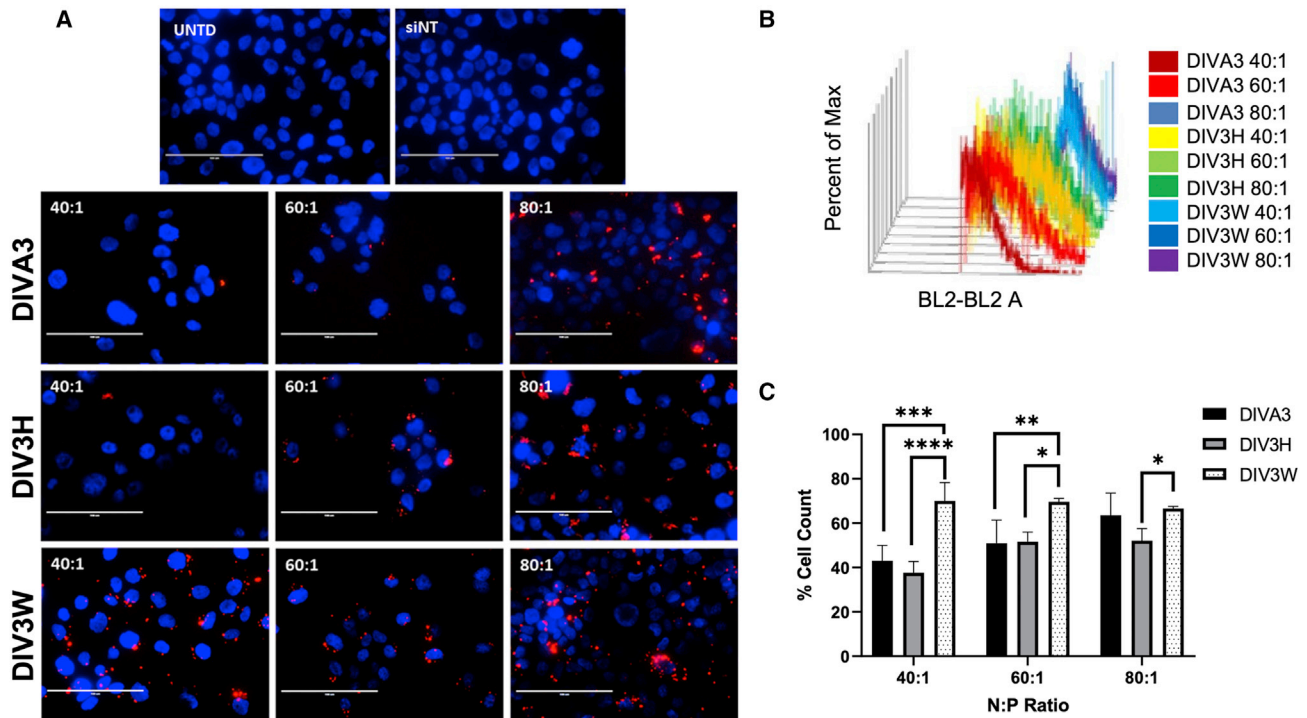 A
UNTD
siNT
DIVA3
40:1
60:1
80:1
DIV3H
40:1
60:1
80:1
DIV3W
40:1
60:1
80:1
B
Percent of Max
BL2-BL2 A
DIVA3 40:1
DIVA3 60:1
DIVA3 80:1
DIV3H 40:1
DIV3H 60:1
DIV3H 80:1
DIV3W 40:1
DIV3W 60:1
DIV3W 80:1
C
% Cell Count
100
80
60
40
20
0
***
****
**
*
*
40:1
60:1
80:1
N:P Ratio
DIVA3
DIV3H
DIV3W